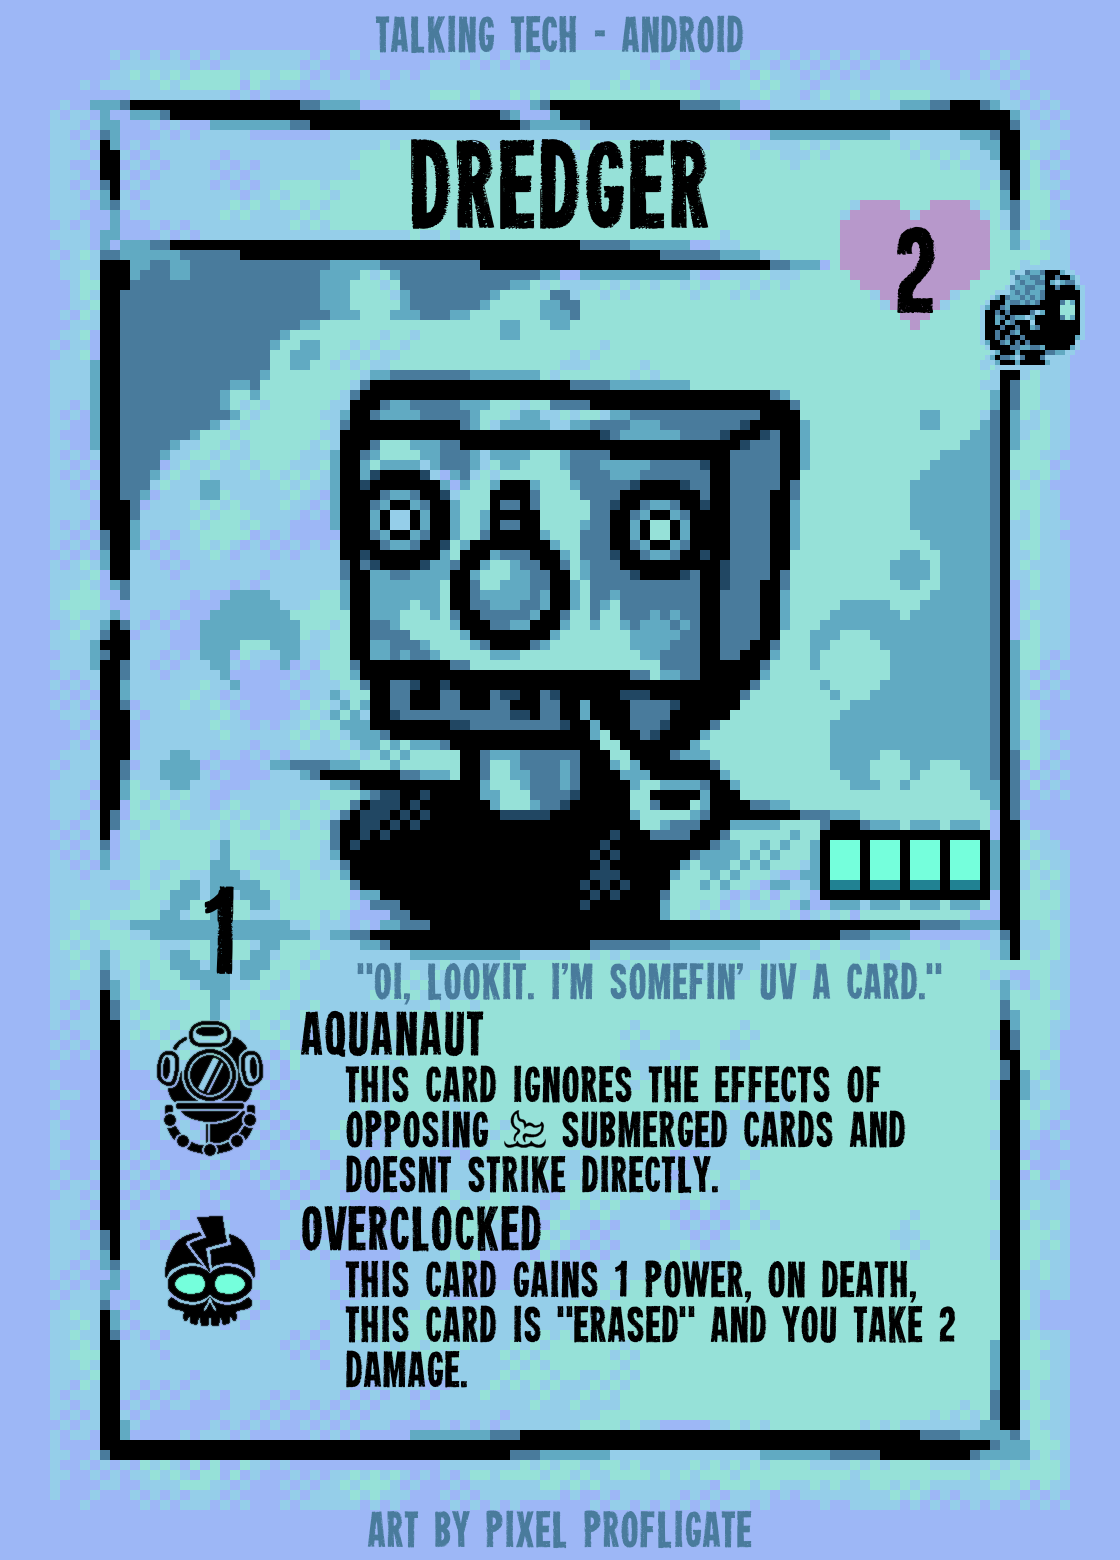 TALKING TECH - ANDROID
DREDGER
2
1
"OI, LOOKIT. I'M SOMEFIN' UV A CARD."
AQUANAUT
THIS CARD IGNORES THE EFFECTS OF
OPPOSING SUBMERGED CARDS AND
DOESNT STRIKE DIRECTLY.
OVERCLOCKED
THIS CARD GAINS 1 POWER, ON DEATH,
THIS CARD IS "ERASED" AND YOU TAKE 2
DAMAGE.
ART BY PIXEL PROFLIGATE